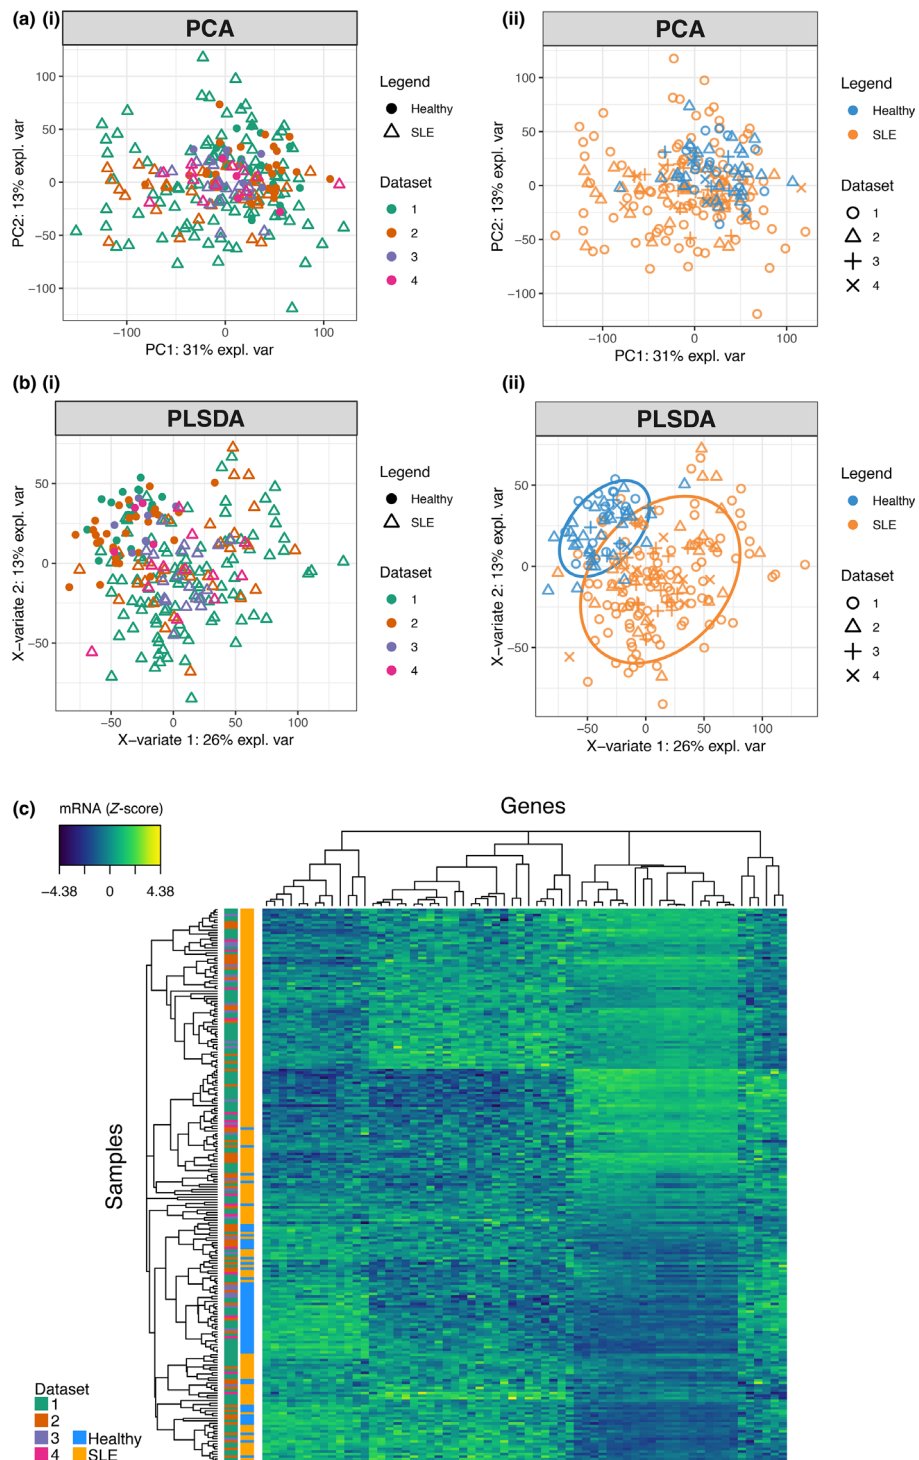 (a) (i)
PCA
100
50
0
−50
−100
PC2: 13% expl. var
−100
0
100
PC1: 31% expl. var
Legend
Healthy
SLE
Dataset
1
2
3
4
(ii)
PCA
100
50
0
−50
−100
PC2: 13% expl. var
−100
0
100
PC1: 31% expl. var
Legend
Healthy
SLE
Dataset
1
2
3
4
(b) (i)
PLSDA
50
0
−50
X−variate 2: 13% expl. var
−50
0
50
100
X−variate 1: 26% expl. var
Legend
Healthy
SLE
Dataset
1
2
3
4
(ii)
PLSDA
50
0
−50
X−variate 2: 13% expl. var
−50
0
50
100
X−variate 1: 26% expl. var
Legend
Healthy
SLE
Dataset
1
2
3
4
(c)
mRNA (Z-score)
−4.38
0
4.38
Genes
Samples
Dataset
1
2
3
4
Healthy
SLE